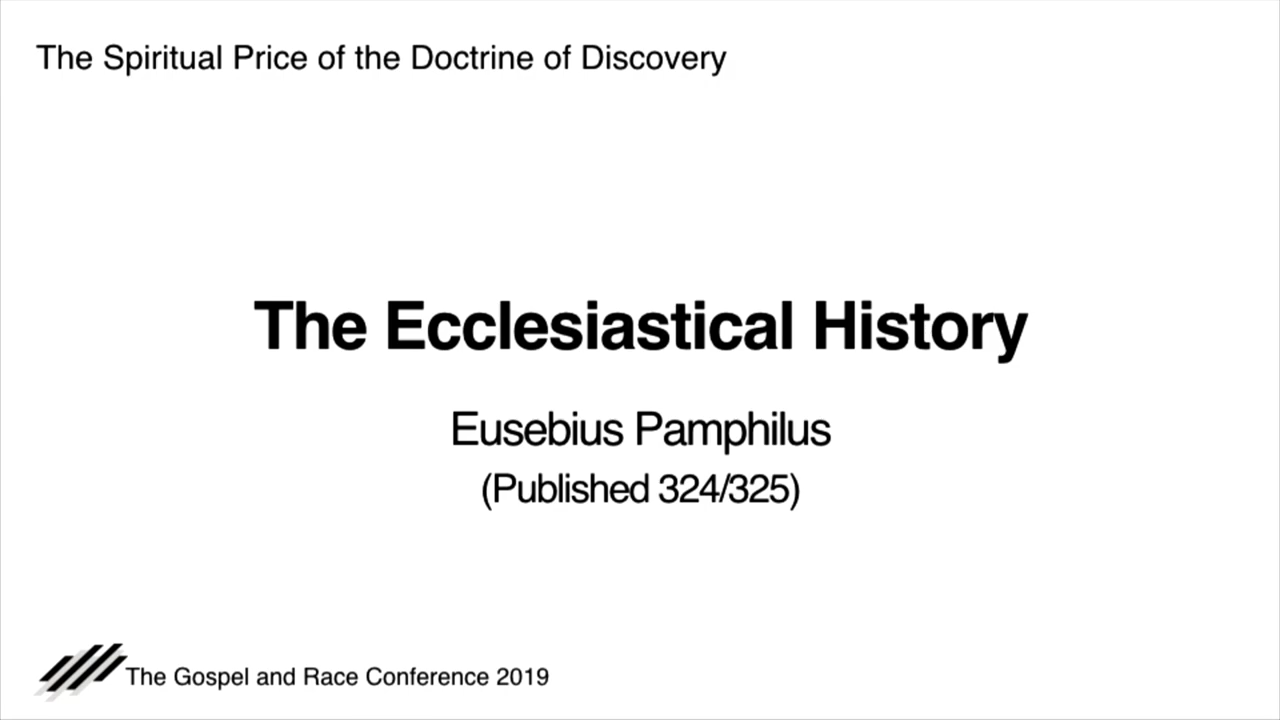 The Spiritual Price of the Doctrine of Discovery
The Ecclesiastical History
Eusebius Pamphilus
(Published 324/325)
The Gospel and Race Conference 2019